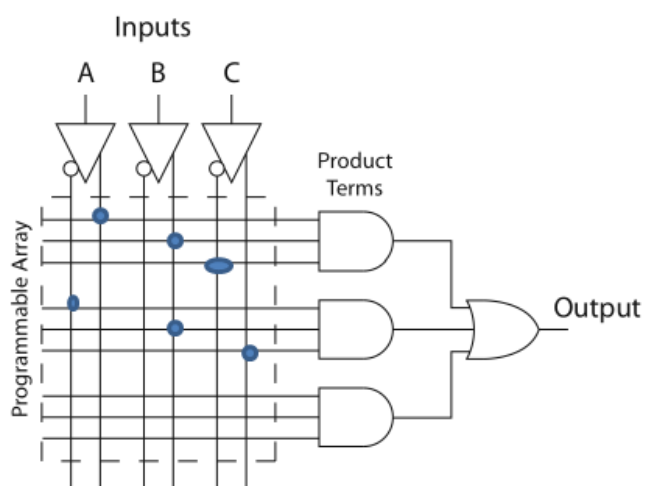 Inputs
A B C
Product
Terms
Programmable Array
Output